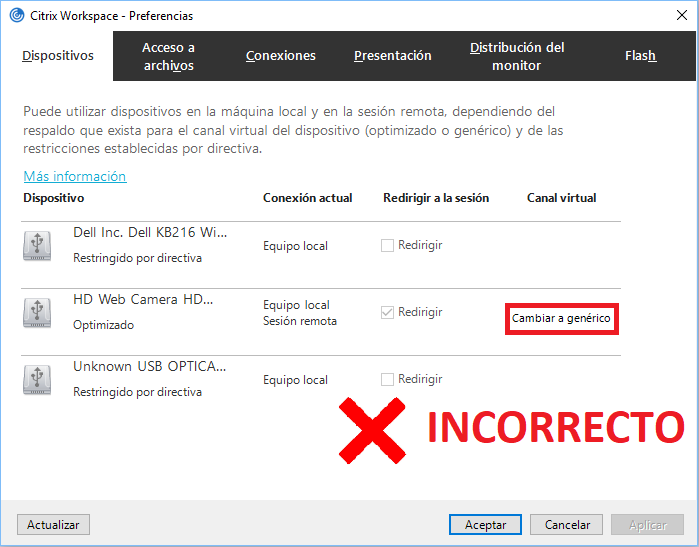 Citrix Workspace - Preferencias
Dispositivos
Acceso a
archivos
Conexiones
Presentación
Distribución del
monitor
Flash
Puede utilizar dispositivos en la máquina local y en la sesión remota, dependiendo del
respaldo que exista para el canal virtual del dispositivo (optimizado o genérico) y de las
restricciones establecidas por directiva.
Más información
Dispositivo
Conexión actual
Redirigir a la sesión
Canal virtual
Dell Inc. Dell KB216 Wi...
Restringido por directiva
Equipo local
Redirigir
HD Web Camera HD...
Optimizado
Equipo local
Sesión remota
Redirigir
Cambiar a genérico
Unknown USB OPTICA...
Restringido por directiva
Equipo local
Redirigir
INCORRECTO
Actualizar
Aceptar
Cancelar
Aplicar